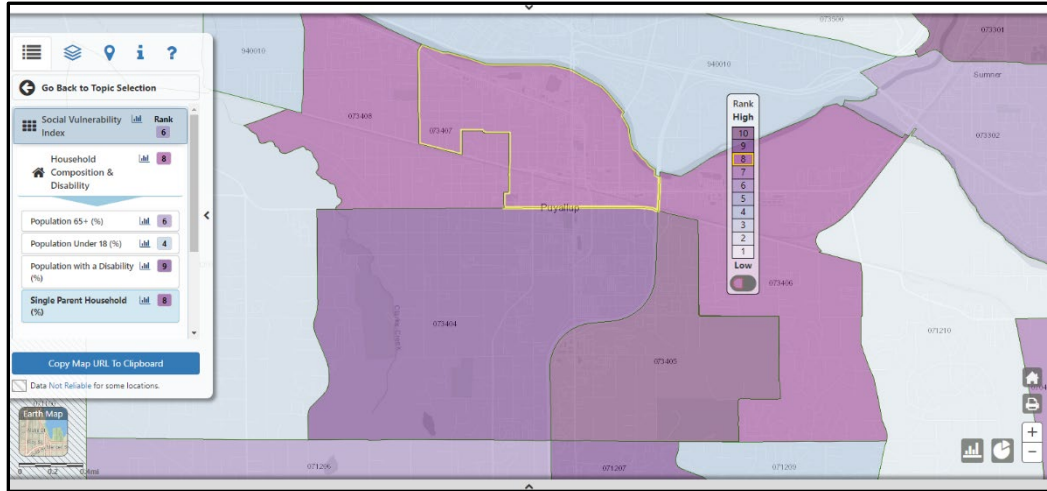 Go Back to Topic Selection
Social Vulnerability
Index
Rank
6
Household
Composition &
Disability
8
Population 65+ (%)
6
Population Under 18 (%)
4
Population with a Disability
(%)
9
Single Parent Household
(%)
8
Copy Map URL To Clipboard
Data Not Reliable for some locations.
Earth Map
0
0.2
Rank
High
10
9
8
7
6
5
4
3
2
1
Low
940010
073408
073407
940010
073301
Sumner
073302
Puyallup
073404
073405
073406
071210
071206
071207
+
−
i
?